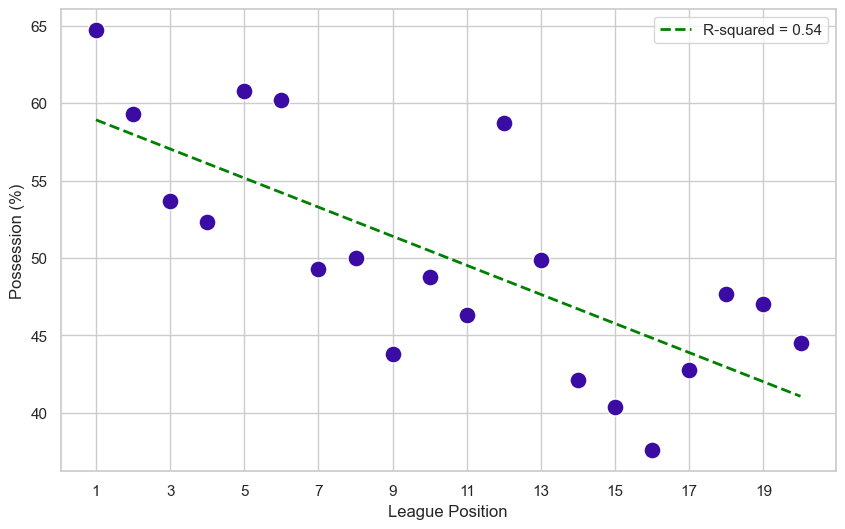 R-squared = 0.54
Possession (%)
65
60
55
50
45
40
1 3 5 7 9 11 13 15 17 19
League Position